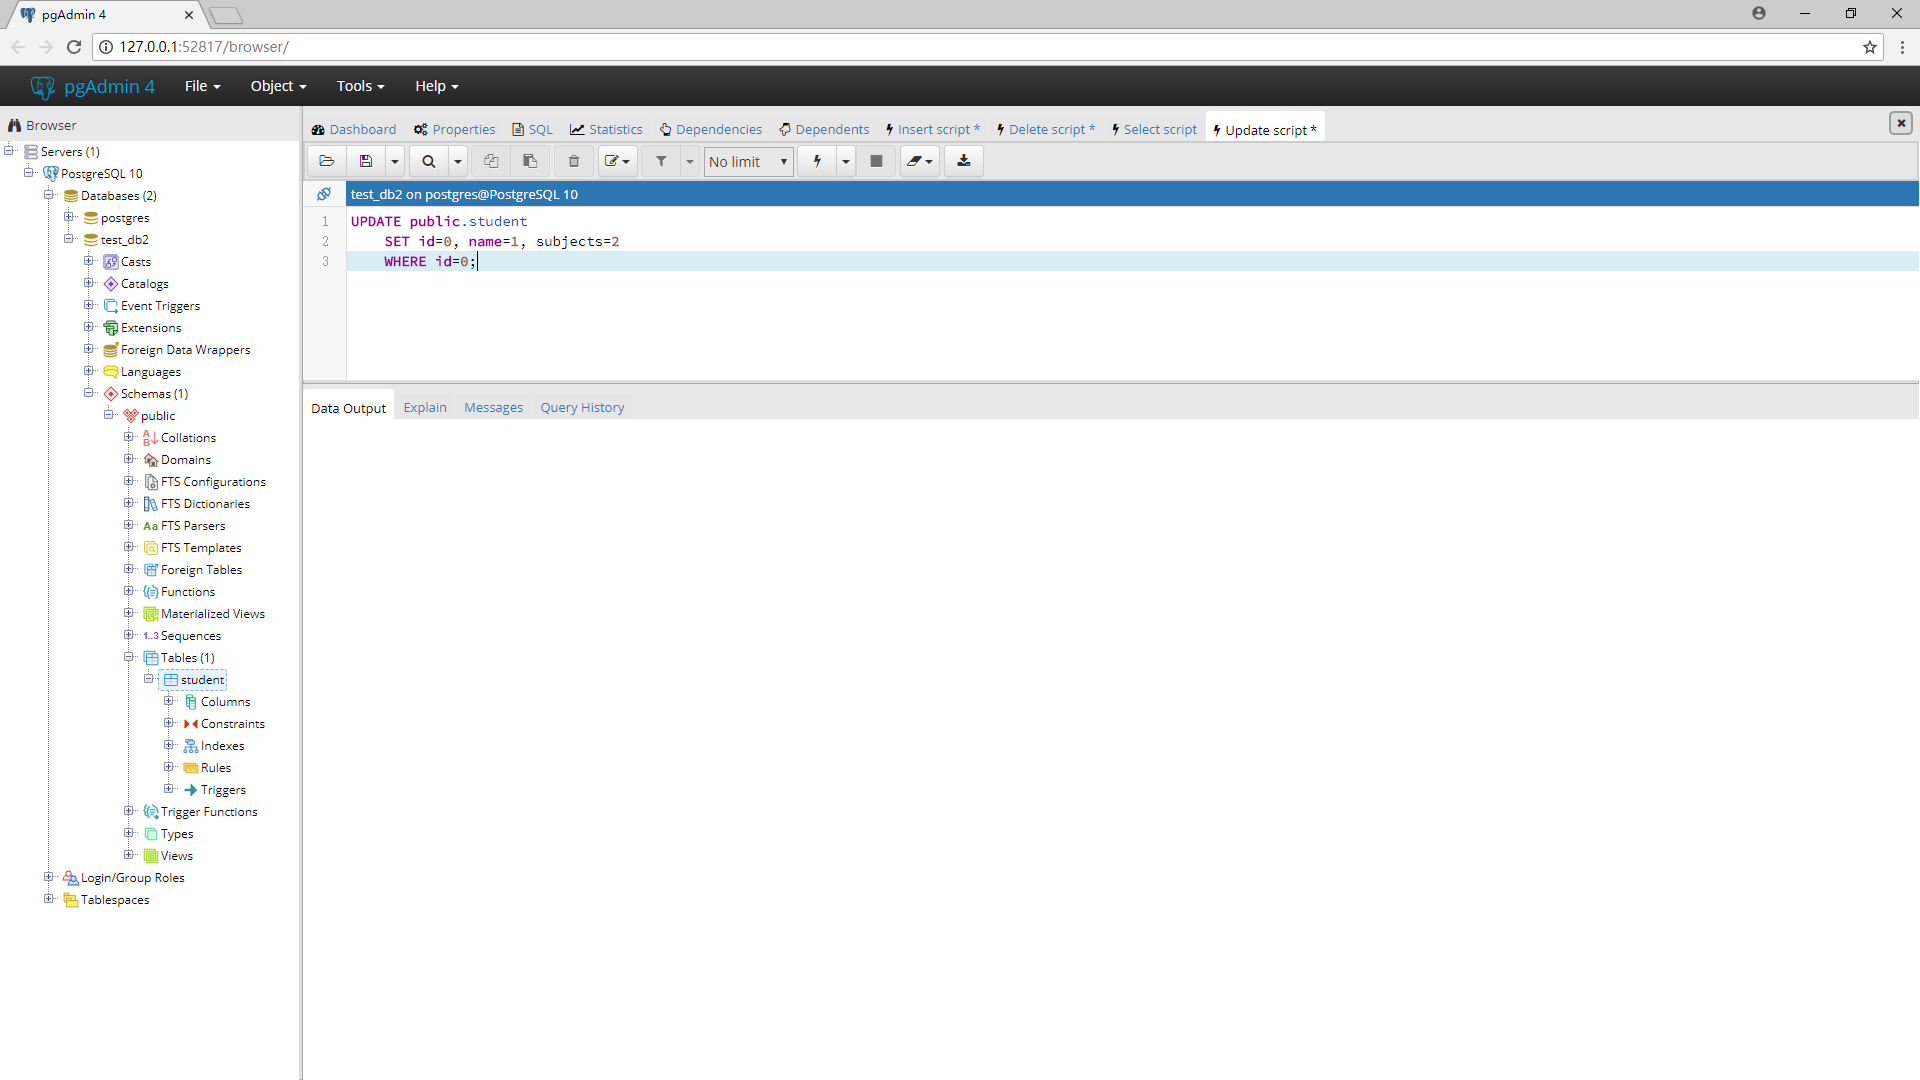 pgAdmin 4
127.0.0.1:52817/browser/
pgAdmin 4 File Object Tools Help
Browser
Servers (1)
PostgreSQL 10
Databases (2)
postgres
test_db2
Casts
Catalogs
Event Triggers
Extensions
Foreign Data Wrappers
Languages
Schemas (1)
public
Collations
Domains
FTS Configurations
FTS Dictionaries
Aa FTS Parsers
FTS Templates
Foreign Tables
Functions
Materialized Views
1..3 Sequences
Tables (1)
student
Columns
Constraints
Indexes
Rules
Triggers
Trigger Functions
Types
Views
Login/Group Roles
Tablespaces
Dashboard Properties SQL Statistics Dependencies Dependents Insert script * Delete script * Select script Update script *
No limit
test_db2 on postgres@PostgreSQL 10
1 UPDATE public.student
2 SET id=0, name=1, subjects=2
3 WHERE id=0;
Data Output Explain Messages Query History